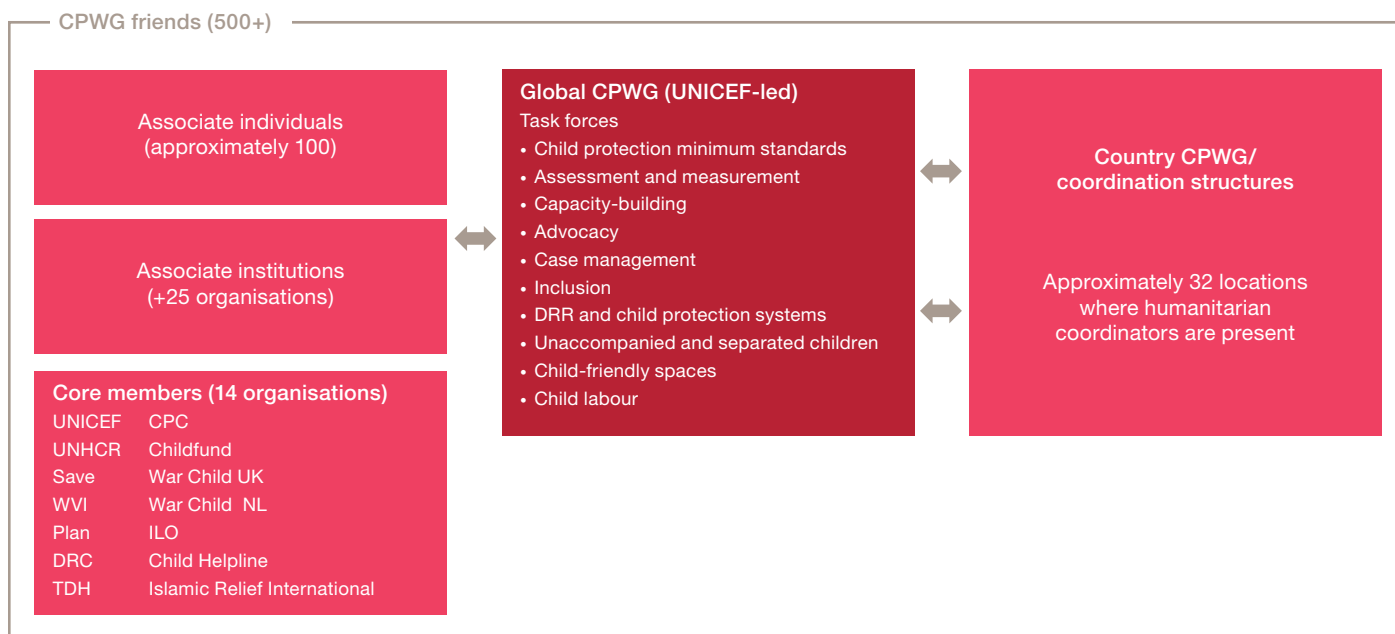 CPWG friends (500+)
Associate individuals
(approximately 100)
Associate institutions
(+25 organisations)
Core members (14 organisations)
UNICEF CPC
UNHCR Childfund
Save War Child UK
WVI War Child NL
Plan ILO
DRC Child Helpline
TDH Islamic Relief International
Global CPWG (UNICEF-led)
Task forces
• Child protection minimum standards
• Assessment and measurement
• Capacity-building
• Advocacy
• Case management
• Inclusion
• DRR and child protection systems
• Unaccompanied and separated children
• Child-friendly spaces
• Child labour
Country CPWG/
coordination structures
Approximately 32 locations
where humanitarian
coordinators are present